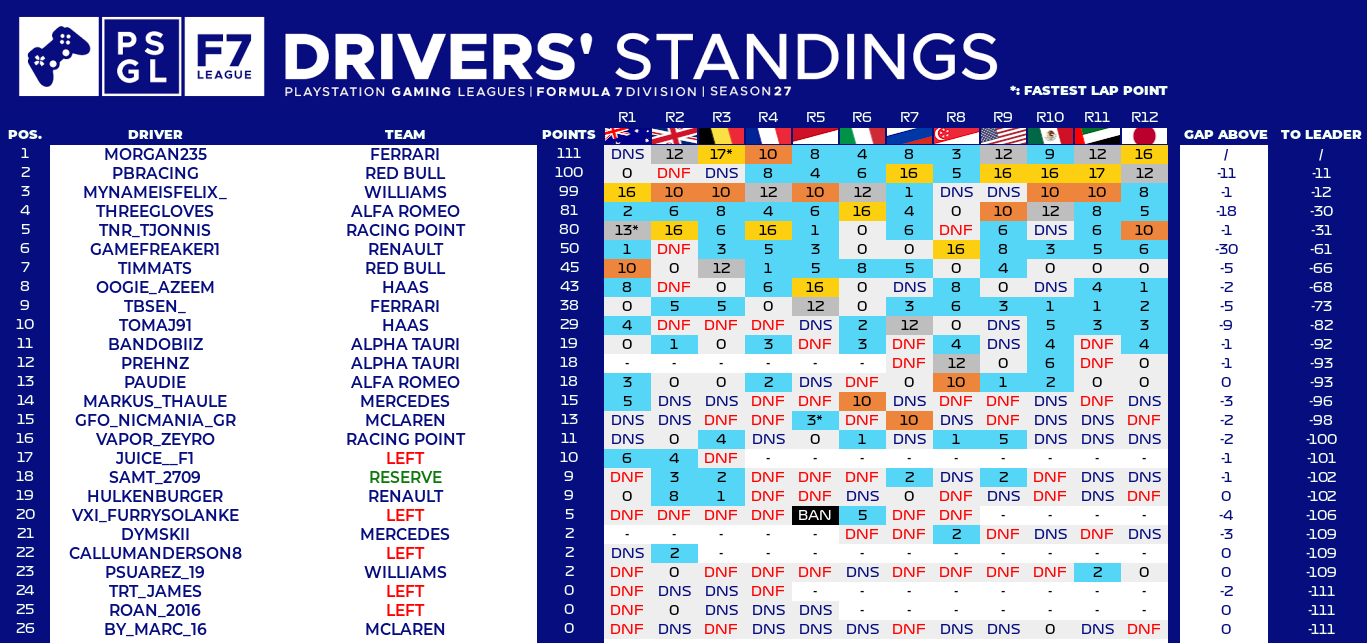 PS
GL
F7
LEAGUE
DRIVERS' STANDINGS
PLAYSTATION GAMING LEAGUES | FORMULA 7 DIVISION | SEASON 27
*: FASTEST LAP POINT
R1 R2 R3 R4 R5 R6 R7 R8 R9 R10 R11 R12
POS. DRIVER TEAM POINTS GAP ABOVE TO LEADER
1 MORGAN235 FERRARI 111 DNS 12 17* 10 8 4 8 3 12 9 12 16 / /
2 PBRACING RED BULL 100 0 DNF DNS 8 4 6 16 5 16 16 17 12 -11 -11
3 MYNAMEISFELIX_ WILLIAMS 99 16 10 10 12 10 12 1 DNS DNS 10 10 8 -1 -12
4 THREEGLOVES ALFA ROMEO 81 2 6 8 4 6 16 4 0 10 12 8 5 -18 -30
5 TNR_TJONNIS RACING POINT 80 13* 16 6 16 1 0 6 DNF 6 DNS 6 10 -1 -31
6 GAMEFREAKER1 RENAULT 50 1 DNF 3 5 3 0 0 16 8 3 5 6 -30 -61
7 TIMMATS RED BULL 45 10 0 12 1 5 8 5 0 4 0 0 0 -5 -66
8 OOGIE_AZEEM HAAS 43 8 DNF 0 6 16 0 DNS 8 0 DNS 4 1 -2 -68
9 TBSEN_ FERRARI 38 0 5 5 0 12 0 3 6 3 1 1 2 -5 -73
10 TOMAJ91 HAAS 29 4 DNF DNF DNF DNS 2 12 0 DNS 5 3 3 -9 -82
11 BANDOBIIZ ALPHA TAURI 19 0 1 0 3 DNF 3 DNF 4 DNS 4 DNF 4 -1 -92
12 PREHNZ ALPHA TAURI 18 - - - - - - DNF 12 0 6 DNF 0 -1 -93
13 PAUDIE ALFA ROMEO 18 3 0 0 2 DNS DNF 0 10 1 2 0 0 0 -93
14 MARKUS_THAULE MERCEDES 15 5 DNS DNS DNF DNF 10 DNS DNF DNF DNS DNF DNS -3 -96
15 GFO_NICMANIA_GR MCLAREN 13 DNS DNS DNF DNF 3* DNF 10 DNS DNF DNS DNS DNF -2 -98
16 VAPOR_ZEYRO RACING POINT 11 DNS 0 4 DNS 0 1 DNS 1 5 DNS DNS DNS -2 -100
17 JUICE__F1 LEFT 10 6 4 DNF - - - - - - - - - -1 -101
18 SAMT_2709 RESERVE 9 DNF 3 2 DNF DNF DNF 2 DNS 2 DNF DNS DNS -1 -102
19 HULKENBURGER RENAULT 9 0 8 1 DNF DNF DNS 0 DNF DNS DNF DNS DNF 0 -102
20 VXI_FURRYSOLANKE LEFT 5 DNF DNF DNF DNF BAN 5 DNF DNF - - - - -4 -106
21 DYMSKII MERCEDES 2 - - - - - DNF DNF 2 DNF DNS DNF DNS -3 -109
22 CALLUMANDERSON8 LEFT 2 DNS 2 - - - - - - - - - - 0 -109
23 PSUAREZ_19 WILLIAMS 2 DNF 0 DNF DNF DNF DNS DNF DNF DNF DNF 2 0 0 -109
24 TRT_JAMES LEFT 0 DNF DNS DNS DNF - - - - - - - - -2 -111
25 ROAN_2016 LEFT 0 DNF 0 DNS DNS DNS - - - - - - - 0 -111
26 BY_MARC_16 MCLAREN 0 DNF DNS DNF DNS DNS DNS DNF DNS DNS 0 DNS DNF 0 -111